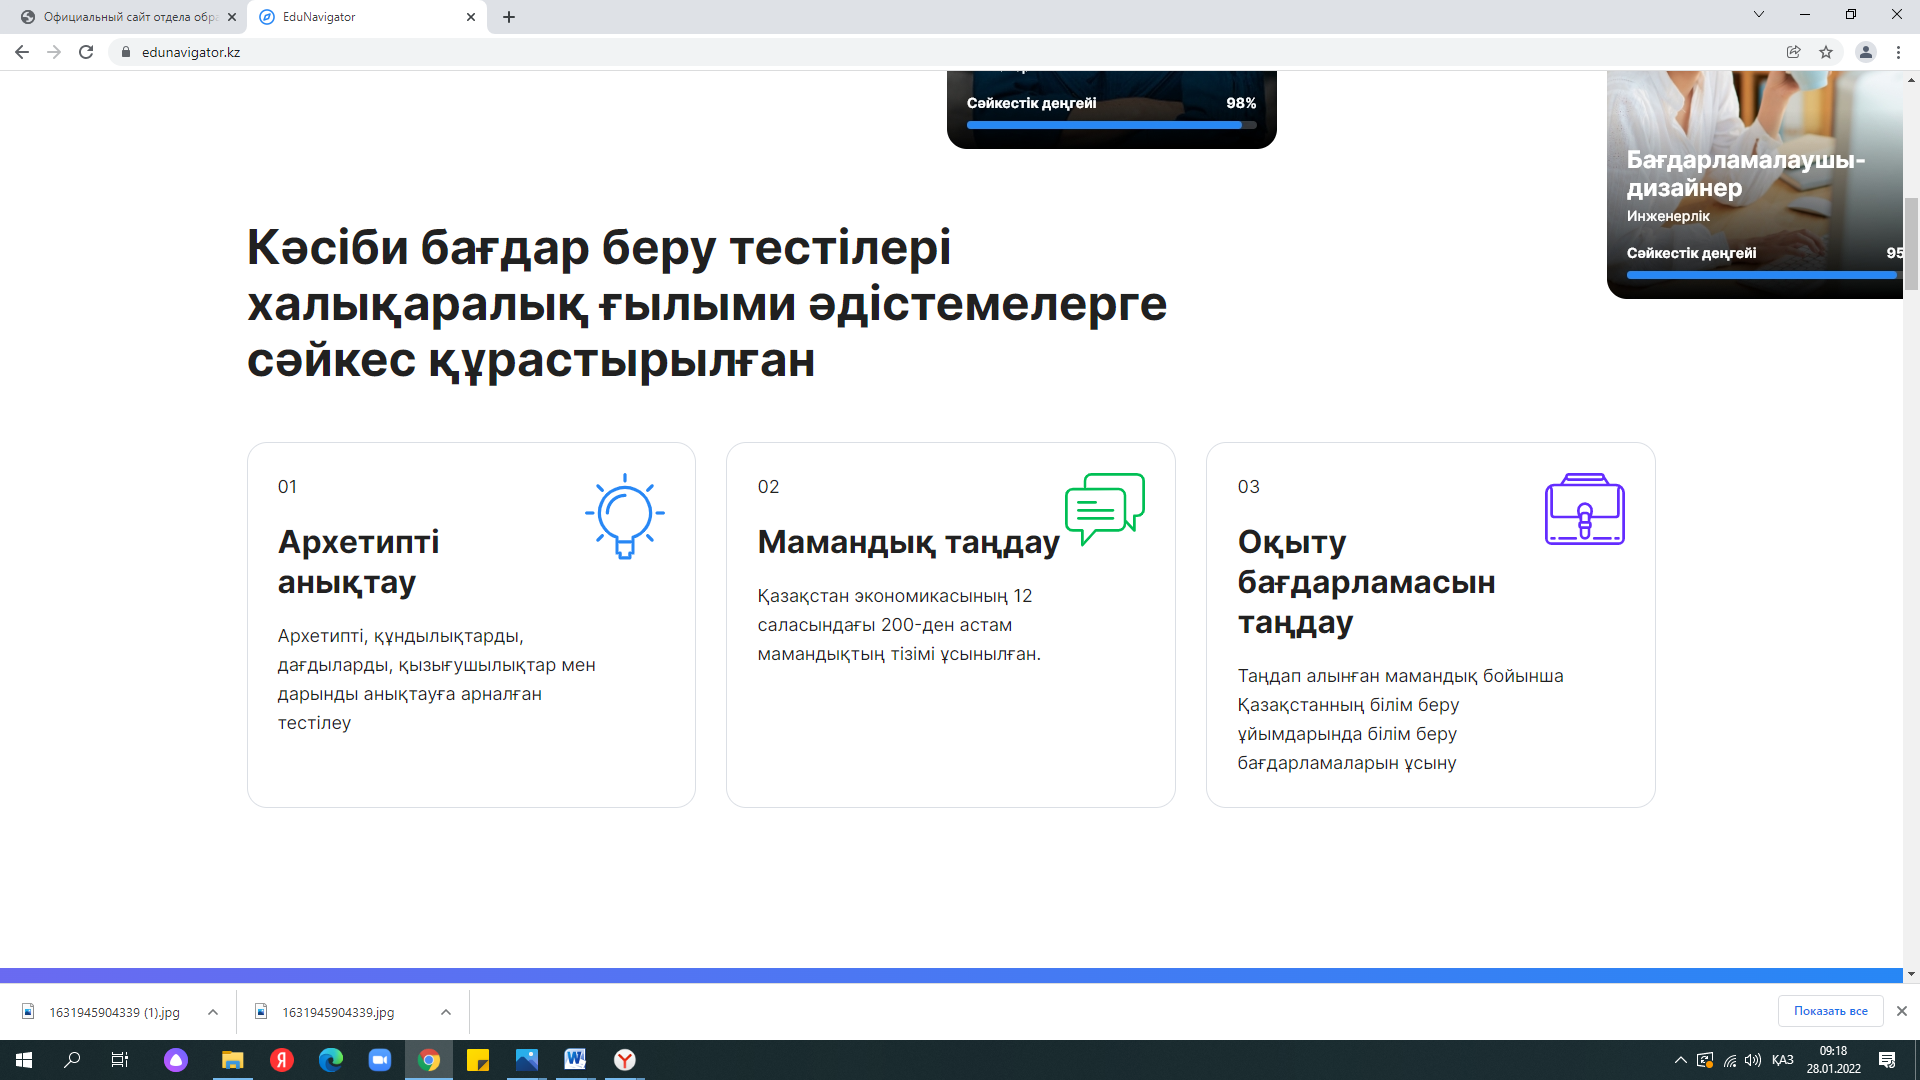 Официальный сайт отдела обра
EduNavigator
edunavigator.kz
Сәйкестік деңгейі 98%
Бағдарламалаушы-
дизайнер
Инженерлік
Сәйкестік деңгейі 95
Кәсіби бағдар беру тестілері
халықаралық ғылыми әдістемелерге
сәйкес құрастырылған
01
Архетипті
анықтау
Архетипті, құндылықтарды,
дағдыларды, қызығушылықтар мен
дарынды анықтауға арналған
тестілеу
02
Мамандық таңдау
Қазақстан экономикасының 12
саласындағы 200-ден астам
мамандықтың тізімі ұсынылған.
03
Оқыту
бағдарламасын
таңдау
Таңдап алынған мамандық бойынша
Қазақстанның білім беру
ұйымдарында білім беру
бағдарламаларын ұсыну
1631945904339 (1).jpg
1631945904339.jpg
Показать все
ҚАЗ
09:18
28.01.2022